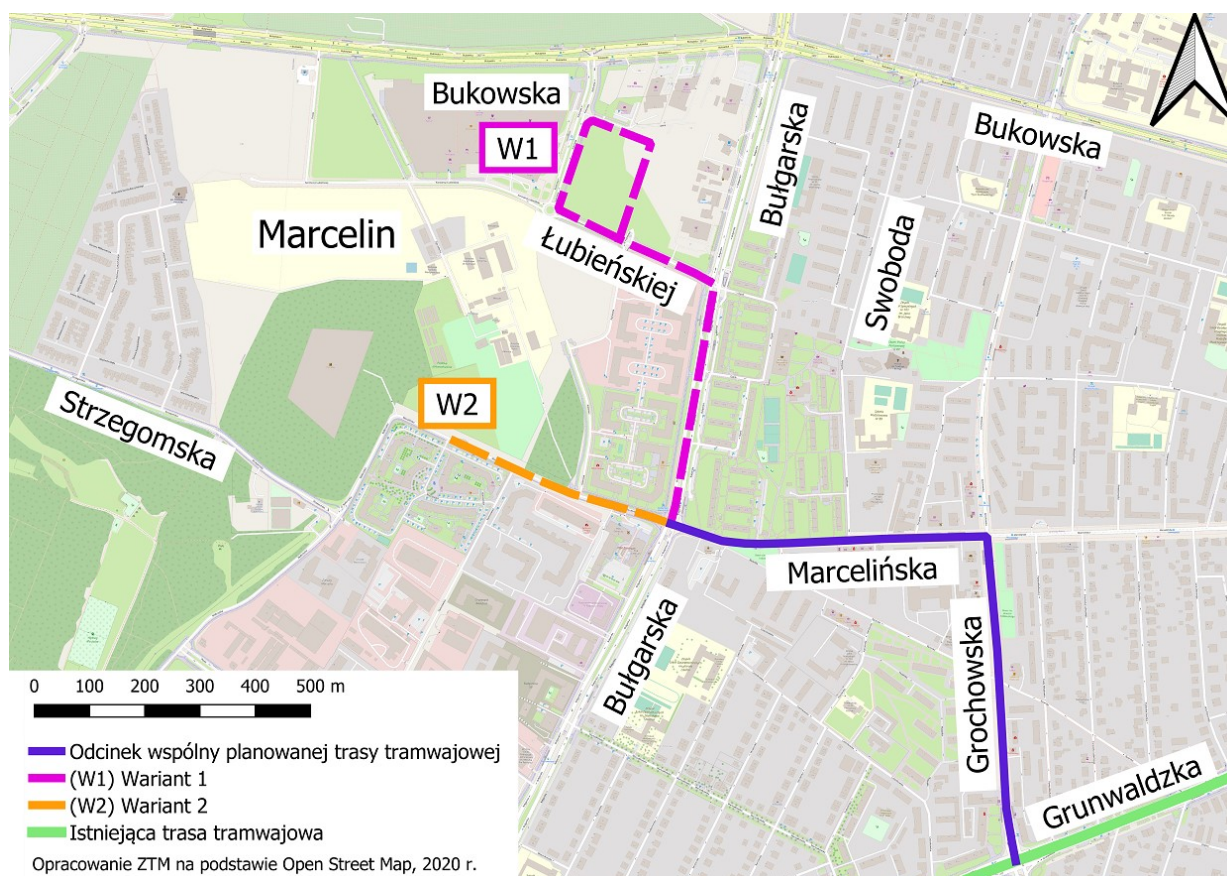 Bukowska
W1
Bułgarska
Bukowska
Marcelin
Łubieńskiej
Swoboda
W2
Strzegomska
Marcelińska
Bułgarska
Grochowska
Grunwaldzka
0 100 200 300 400 500 m
Odcinek wspólny planowanej trasy tramwajowej
(W1) Wariant 1
(W2) Wariant 2
Istniejąca trasa tramwajowa
Opracowanie ZTM na podstawie Open Street Map, 2020 r.